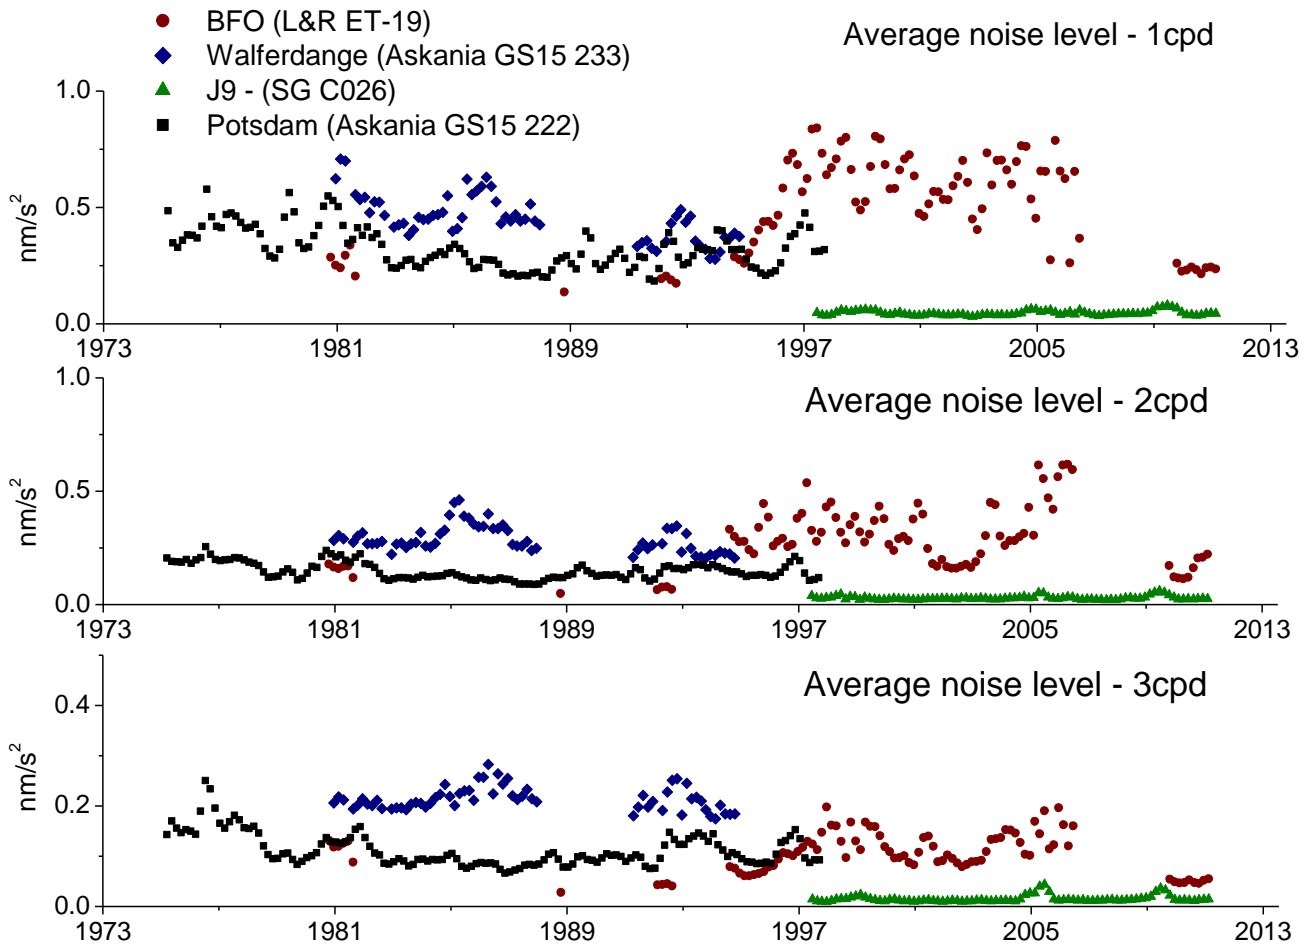 BFO (L&R ET-19)
Walferdange (Askania GS15 233)
J9 - (SG C026)
Potsdam (Askania GS15 222)
Average noise level - 1cpd
1.0
0.5
0.0
nm/s²
1973 1981 1989 1997 2005 2013
Average noise level - 2cpd
1.0
0.5
0.0
nm/s²
1973 1981 1989 1997 2005 2013
Average noise level - 3cpd
0.4
0.2
0.0
nm/s²
1973 1981 1989 1997 2005 2013